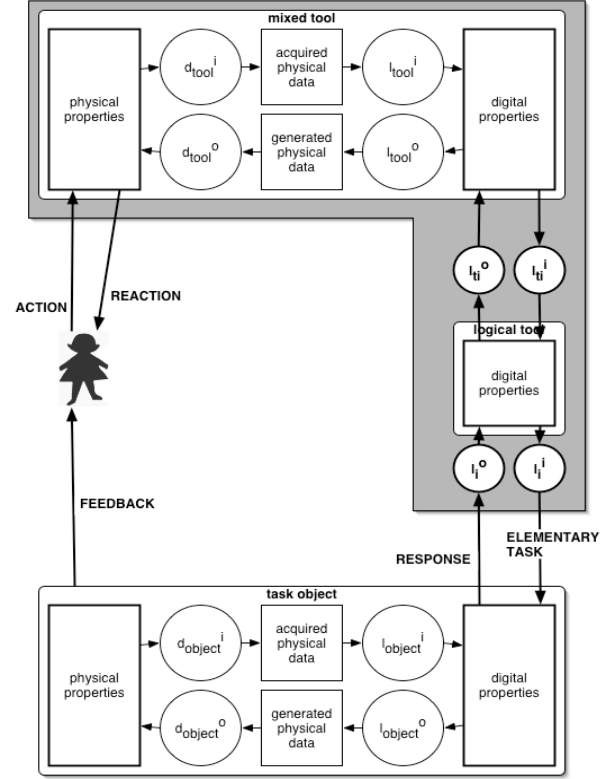 mixed tool
physical
properties
d_tool^i
acquired
physical
data
l_tool^i
digital
properties
d_tool^o
generated
physical
data
l_tool^o
l_ti^o
l_ti^i
ACTION
REACTION
logical tool
digital
properties
l_i^o
l_i^i
FEEDBACK
RESPONSE
ELEMENTARY
TASK
task object
physical
properties
d_object^i
acquired
physical
data
l_object^i
digital
properties
d_object^o
generated
physical
data
l_object^o